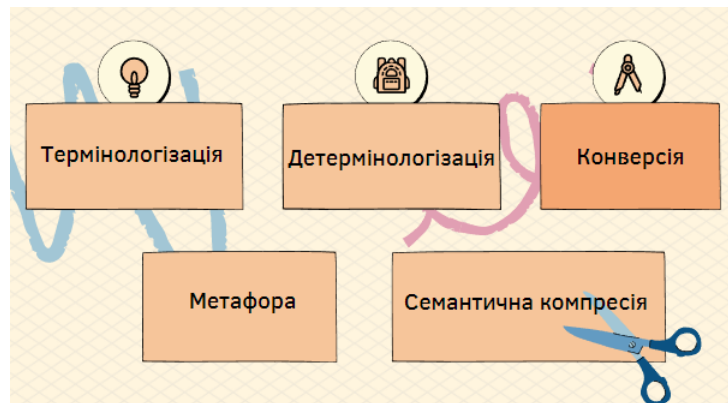 Термінологізація
Детермінологізація
Конверсія
Метафора
Семантична компресія